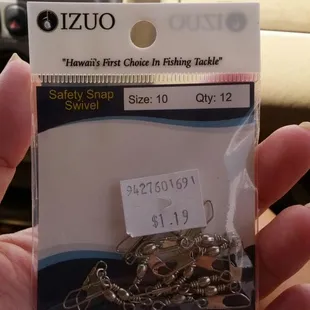 IZUO
IZUO
"Hawaii's First Choice In Fishing Tackle"
Safety Snap
Swivel
Size: 10
Qty: 12
9427601691
$1.19